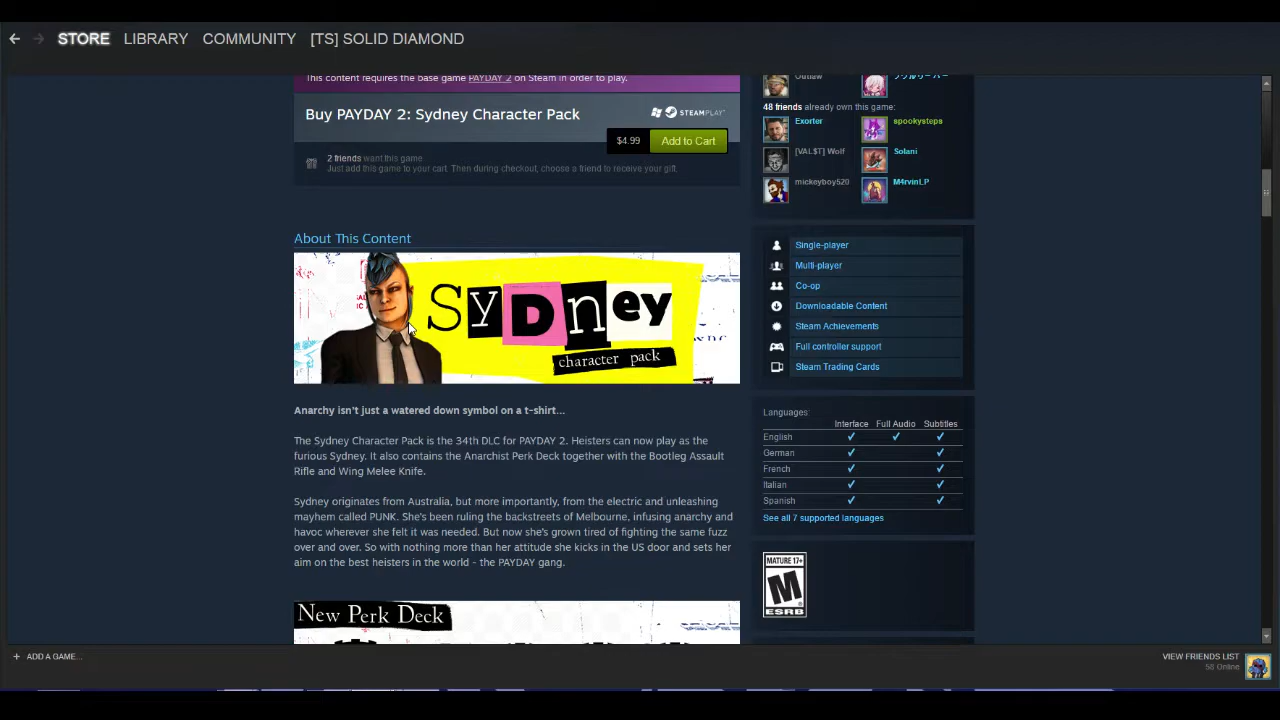 STORE LIBRARY COMMUNITY [TS] SOLID DIAMOND
This content requires the base game PAYDAY 2 on Steam in order to play.
Buy PAYDAY 2: Sydney Character Pack
STEAMPLAY
$4.99 Add to Cart
2 friends want this game.
Just add this game to your cart. Then during checkout, choose a friend to receive your gift.
About This Content
Sydney
character pack
Anarchy isn't just a watered down symbol on a t-shirt...
The Sydney Character Pack is the 34th DLC for PAYDAY 2. Heisters can now play as the
furious Sydney. It also contains the Anarchist Perk Deck together with the Bootleg Assault
Rifle and Wing Melee Knife.
Sydney originates from Australia, but more importantly, from the electric and unleashing
mayhem called PUNK. She's been ruling the backstreets of Melbourne, infusing anarchy and
havoc wherever she felt it was needed. But now she's grown tired of fighting the same fuzz
over and over. So with nothing more than her attitude she kicks in the US door and sets her
aim on the best heisters in the world - the PAYDAY gang.
New Perk Deck
Outlaw
48 friends already own this game:
Exorter spookysteps
[VAL$T] Wolf Solani
mickeyboy520 M4rvinLP
Single-player
Multi-player
Co-op
Downloadable Content
Steam Achievements
Full controller support
Steam Trading Cards
Languages:
Interface Full Audio Subtitles
English ✓ ✓ ✓
German ✓ ✓
French ✓ ✓
Italian ✓ ✓
Spanish ✓ ✓
See all 7 supported languages
MATURE 17+
M
ESRB
+ ADD A GAME...
VIEW FRIENDS LIST
58 Online